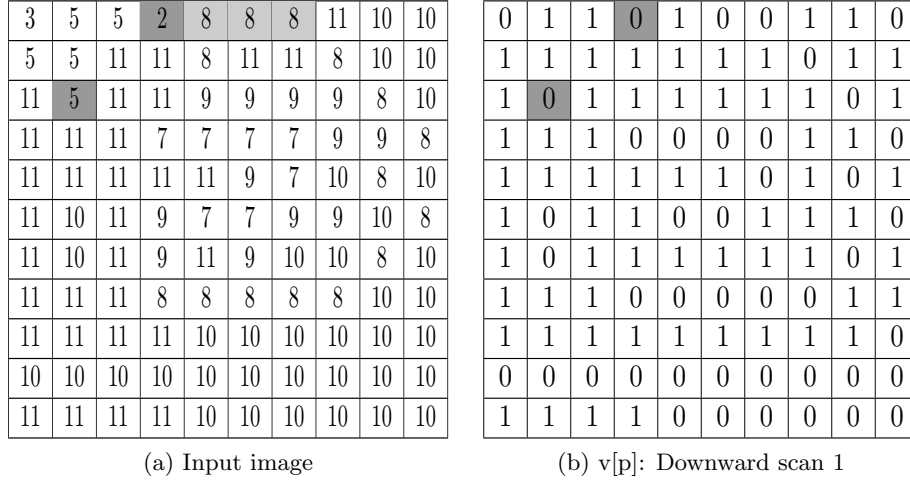 3 5 5 2 8 8 8 11 10 10 0 1 1 0 1 0 0 1 1 0
5 5 11 11 8 11 11 8 10 10 1 1 1 1 1 1 1 0 1 1
11 5 11 11 9 9 9 9 8 10 1 0 1 1 1 1 1 1 0 1
11 11 11 7 7 7 7 9 9 8 1 1 1 0 0 0 0 1 1 0
11 11 11 11 11 9 7 10 8 10 1 1 1 1 1 1 0 1 0 1
11 10 11 9 7 7 9 9 10 8 1 0 1 1 0 0 1 1 1 0
11 10 11 9 11 9 10 10 8 10 1 0 1 1 1 1 1 1 0 1
11 11 11 8 8 8 8 8 10 10 1 1 1 0 0 0 0 0 1 1
11 11 11 11 10 10 10 10 10 10 1 1 1 1 1 1 1 1 1 0
10 10 10 10 10 10 10 10 10 10 0 0 0 0 0 0 0 0 0 0
11 11 11 11 10 10 10 10 10 10 1 1 1 1 0 0 0 0 0 0
(a) Input image (b) v[p]: Downward scan 1